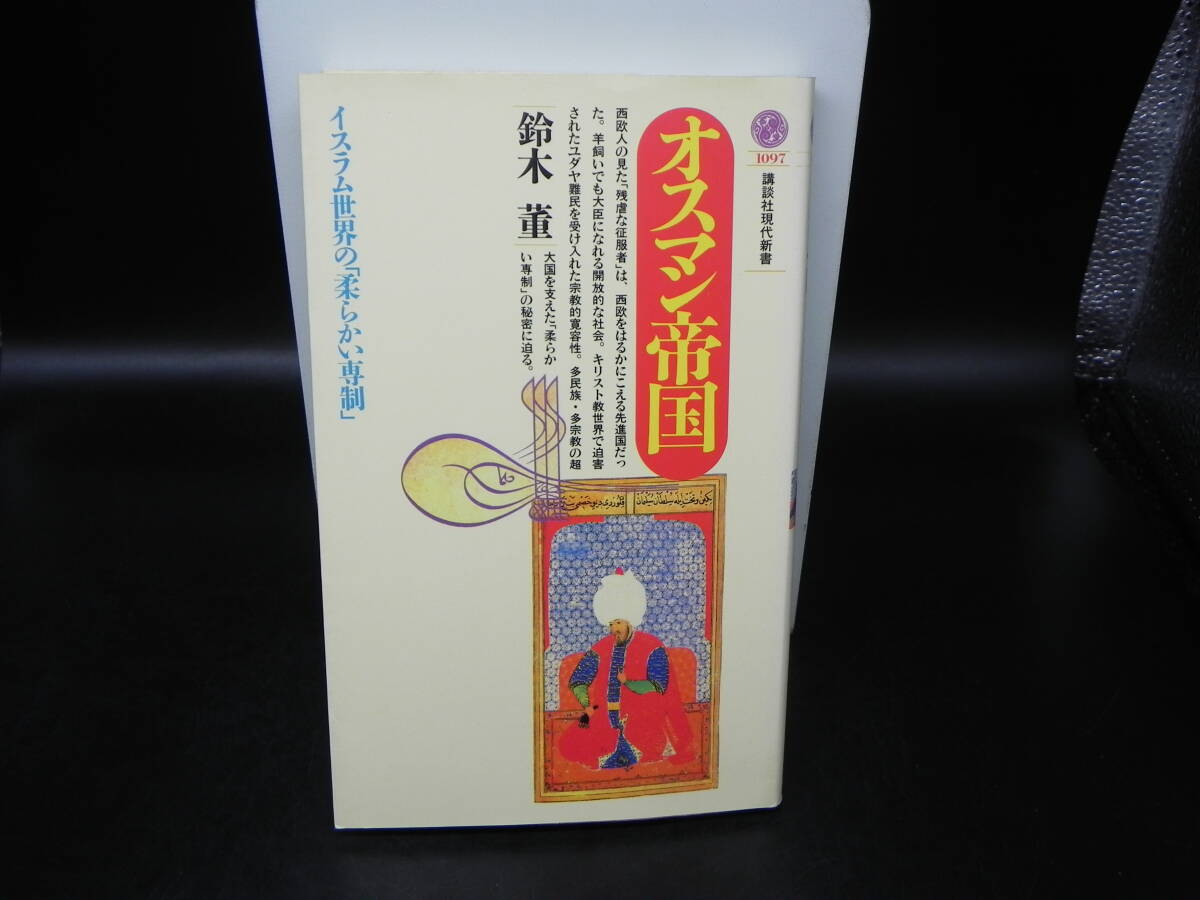 1097
講談社現代新書
オスマン帝国
西欧人の見た「残虐な征服者」は、西欧をはるかにこえる先進国だっ
た。羊飼いでも大臣になれる開放的な社会。キリスト教世界で迫害
されたユダヤ難民を受け入れた宗教的寛容性。多民族・多宗教の超
大国を支えた「柔らか
い専制」の秘密に迫る。
鈴木 董
イスラム世界の「柔らかい専制」